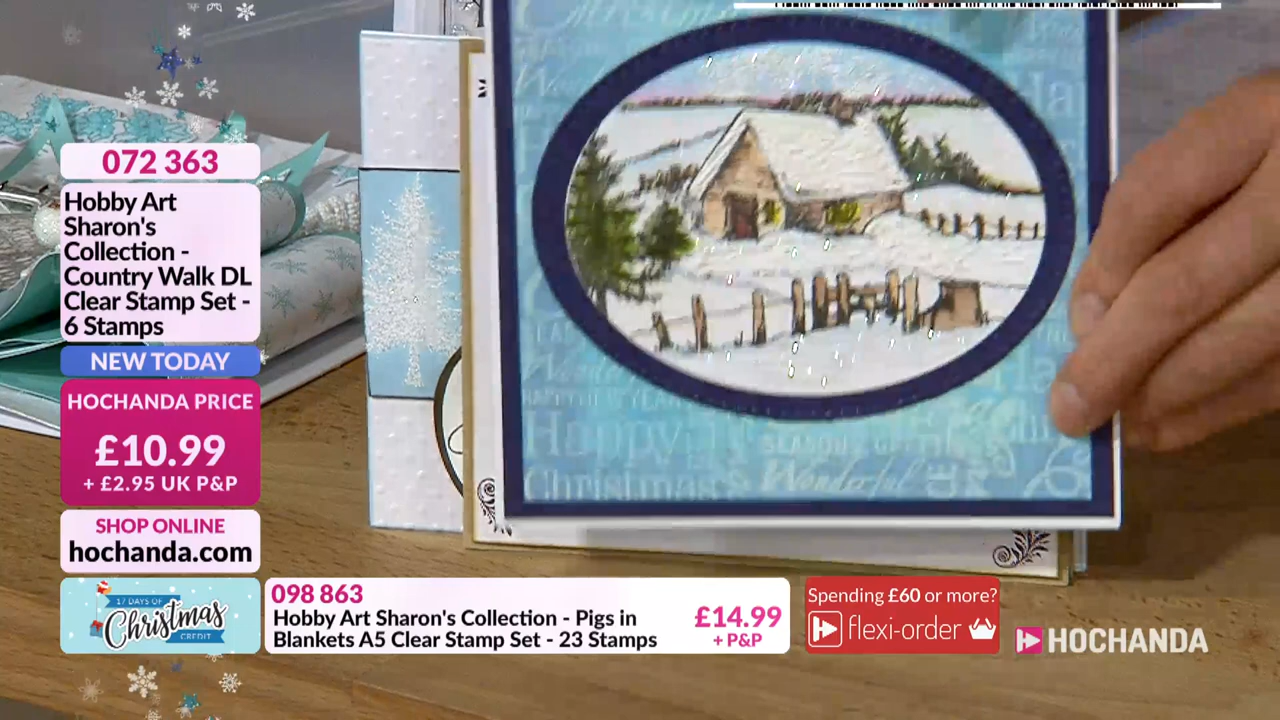 072 363
Hobby Art
Sharon's
Collection -
Country Walk DL
Clear Stamp Set -
6 Stamps
NEW TODAY
HOCHANDA PRICE
£10.99
+ £2.95 UK P&P
SHOP ONLINE
hochanda.com
17 DAYS OF
Christmas
CREDIT
098 863
Hobby Art Sharon's Collection - Pigs in
Blankets A5 Clear Stamp Set - 23 Stamps
£14.99
+ P&P
Spending £60 or more?
flexi-order
HOCHANDA
Happy
Christmas
Wonderful